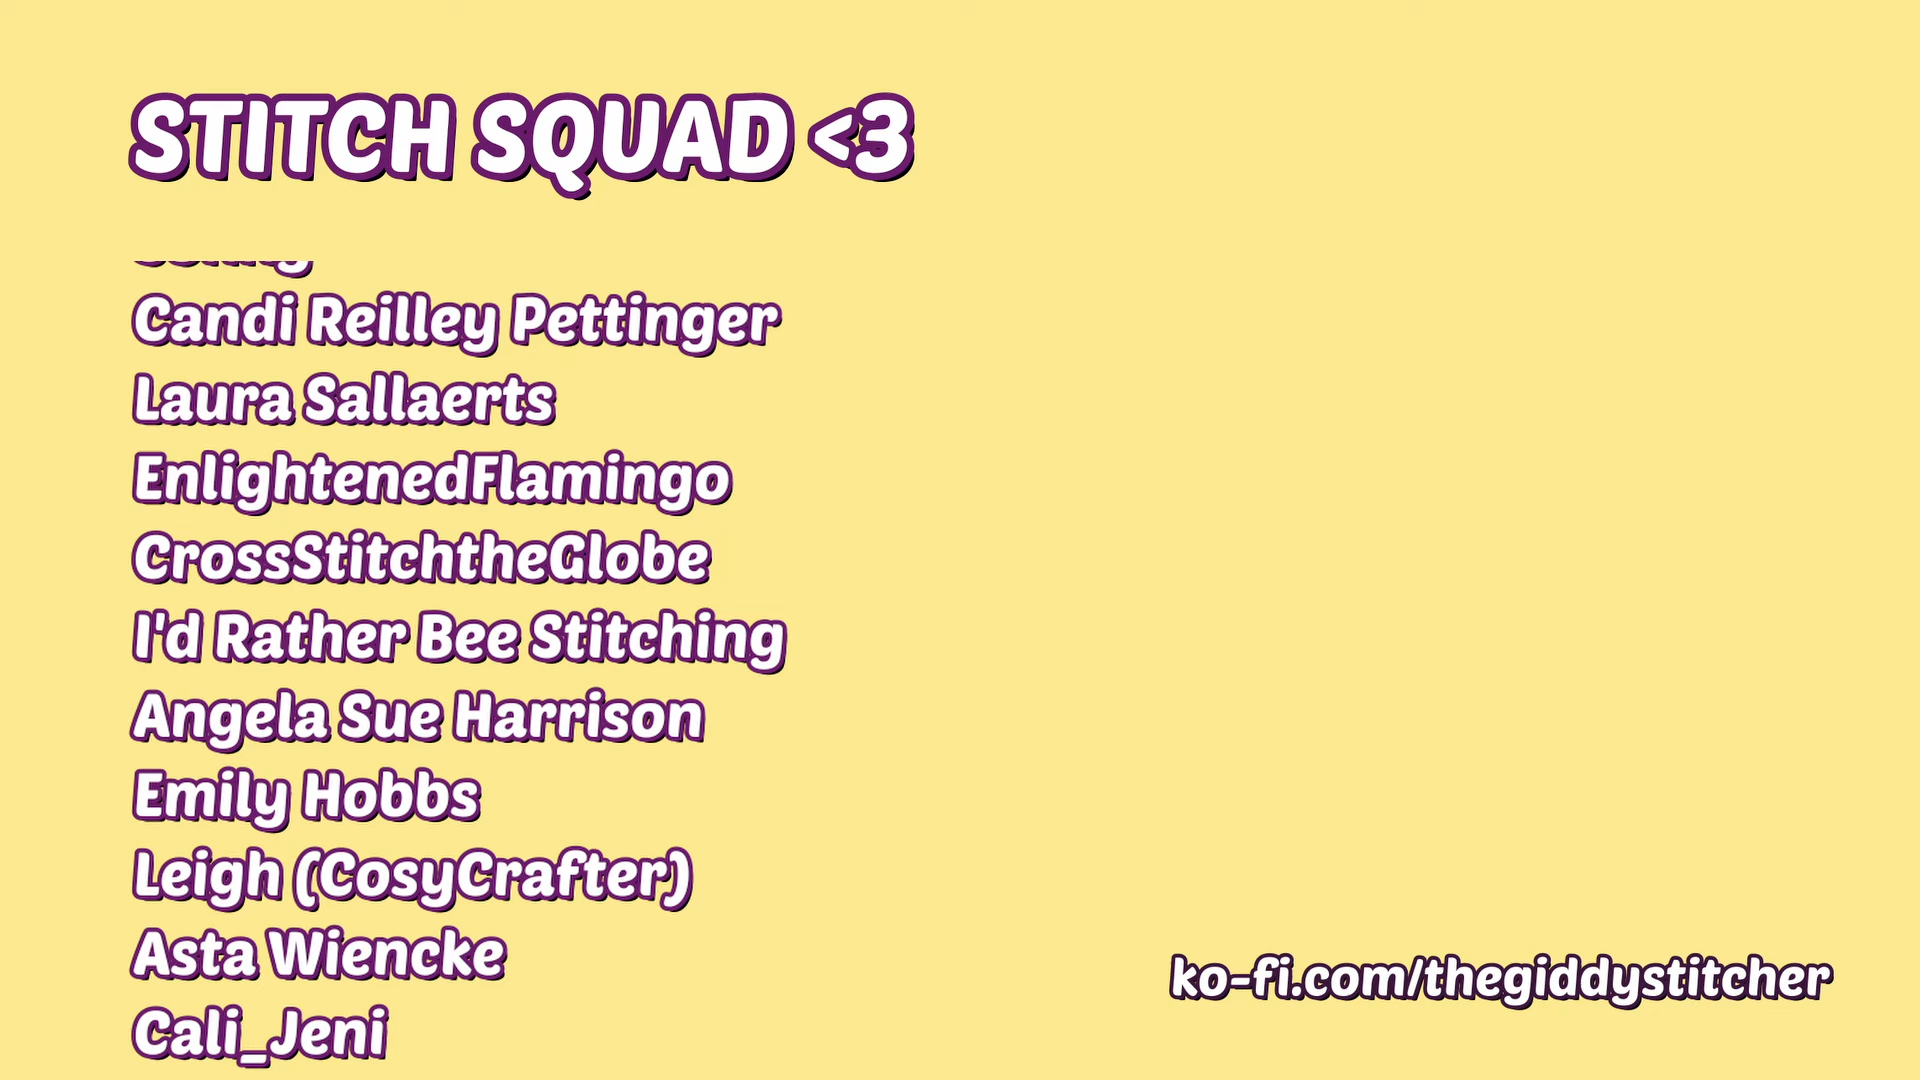 STITCH SQUAD <3
Candi Reilley Pettinger
Laura Sallaerts
EnlightenedFlamingo
CrossStitchtheGlobe
I'd Rather Bee Stitching
Angela Sue Harrison
Emily Hobbs
Leigh (CosyCrafter)
Asta Wiencke
ko-fi.com/thegiddystitcher
Cali_Jeni